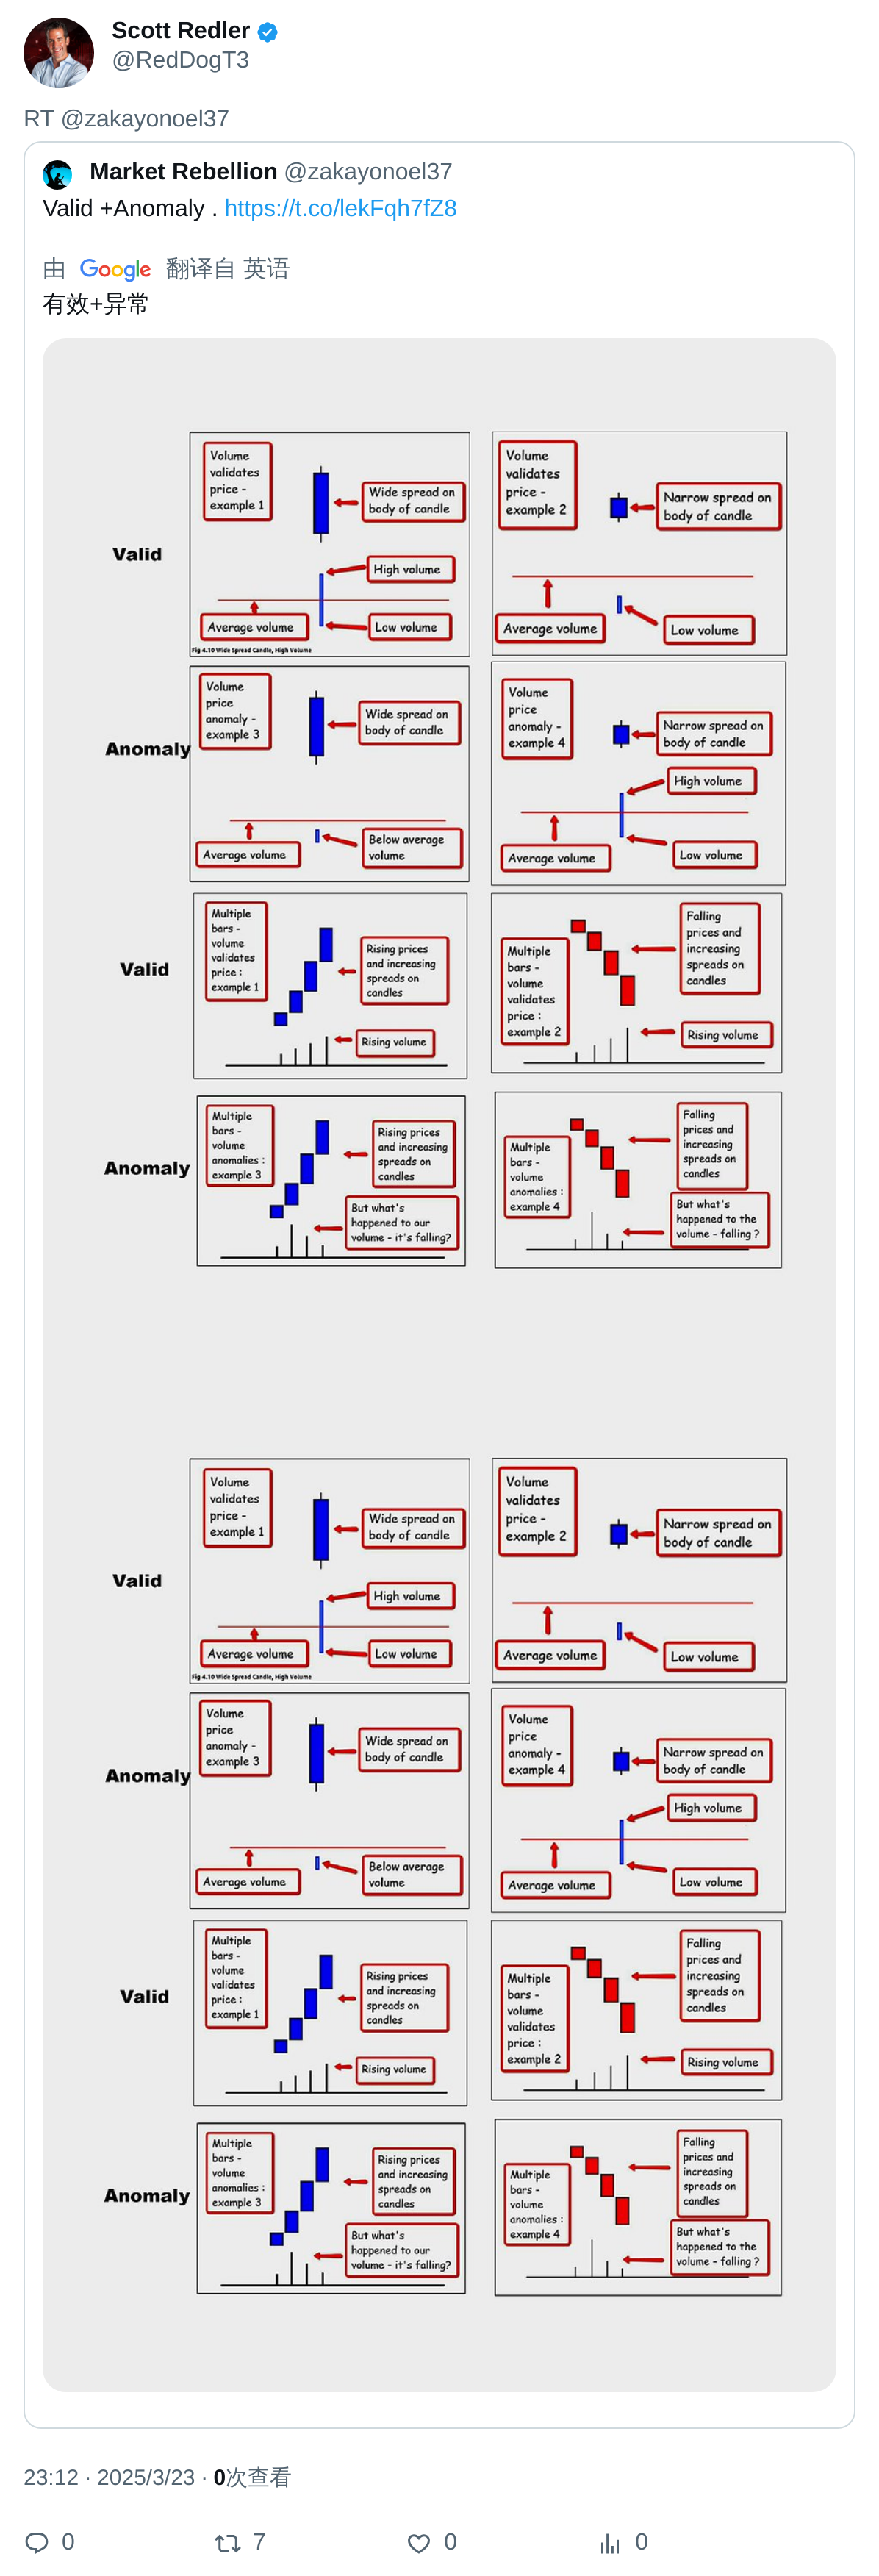 Scott Redler
@RedDogT3
RT @zakayonoel37
Market Rebellion @zakayonoel37
Valid +Anomaly . https://t.co/lekFqh7fZ8
由 Google 翻译自 英语
有效+异常
Valid
Volume
validates
price -
example 1
Wide spread on
body of candle
High volume
Average volume
Low volume
Fig 4.10 Wide Spread Candle, High Volume
Volume
validates
price -
example 2
Narrow spread on
body of candle
Average volume
Low volume
Anomaly
Volume
price
anomaly -
example 3
Wide spread on
body of candle
Average volume
Below average
volume
Volume
price
anomaly -
example 4
Narrow spread on
body of candle
High volume
Average volume
Low volume
Valid
Multiple
bars -
volume
validates
price :
example 1
Rising prices
and increasing
spreads on
candles
Rising volume
Multiple
bars -
volume
validates
price :
example 2
Falling
prices and
increasing
spreads on
candles
Rising volume
Anomaly
Multiple
bars -
volume
anomalies :
example 3
Rising prices
and increasing
spreads on
candles
But what's
happened to our
volume - it's falling?
Multiple
bars -
volume
anomalies :
example 4
Falling
prices and
increasing
spreads on
candles
But what's
happened to the
volume - falling ?
Valid
Volume
validates
price -
example 1
Wide spread on
body of candle
High volume
Average volume
Low volume
Fig 4.10 Wide Spread Candle, High Volume
Volume
validates
price -
example 2
Narrow spread on
body of candle
Average volume
Low volume
Anomaly
Volume
price
anomaly -
example 3
Wide spread on
body of candle
Average volume
Below average
volume
Volume
price
anomaly -
example 4
Narrow spread on
body of candle
High volume
Average volume
Low volume
Valid
Multiple
bars -
volume
validates
price :
example 1
Rising prices
and increasing
spreads on
candles
Rising volume
Multiple
bars -
volume
validates
price :
example 2
Falling
prices and
increasing
spreads on
candles
Rising volume
Anomaly
Multiple
bars -
volume
anomalies :
example 3
Rising prices
and increasing
spreads on
candles
But what's
happened to our
volume - it's falling?
Multiple
bars -
volume
anomalies :
example 4
Falling
prices and
increasing
spreads on
candles
But what's
happened to the
volume - falling ?
23:12 · 2025/3/23 · 0次查看
0 7 0 0